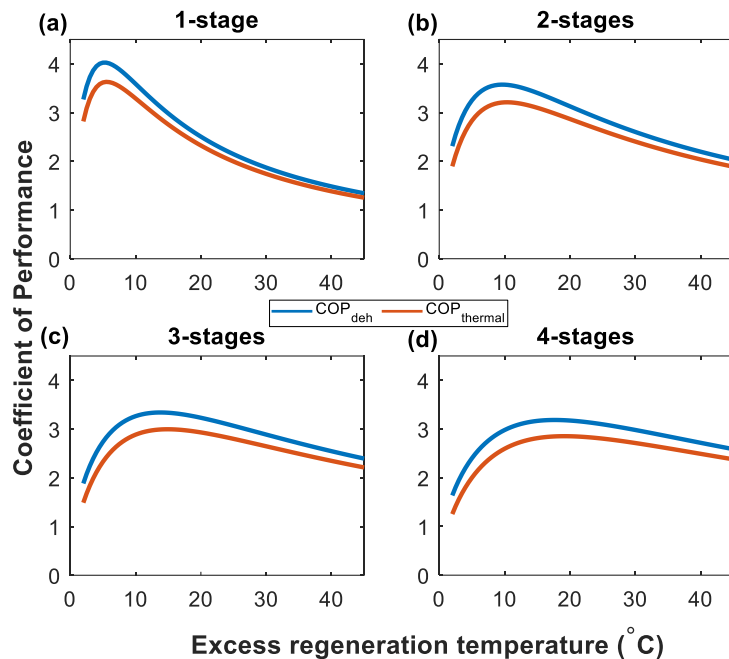 (a) 1-stage
4
3
2
1
0
0 10 20 30 40
(b) 2-stages
4
3
2
1
0
0 10 20 30 40
COP_deh COP_thermal
(c) 3-stages
4
3
2
1
0
0 10 20 30 40
(d) 4-stages
4
3
2
1
0
0 10 20 30 40
Coefficient of Performance
Excess regeneration temperature (°C)